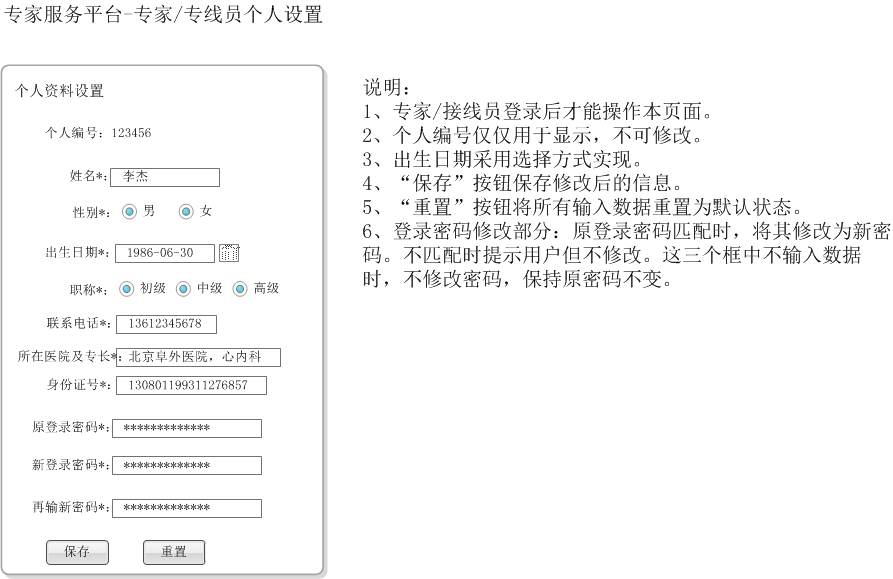 专家服务平台-专家/专线员个人设置
个人资料设置
个人编号：123456
姓名*： 李杰
性别*： 男 女
出生日期*： 1986-06-30
职称*： 初级 中级 高级
联系电话*： 13612345678
所在医院及专长*： 北京阜外医院，心内科
身份证号*： 130801199311276857
原登录密码*： *************
新登录密码*： *************
再输新密码*： *************
保存 重置
说明：
1、专家/接线员登录后才能操作本页面。
2、个人编号仅仅用于显示，不可修改。
3、出生日期采用选择方式实现。
4、“保存”按钮保存修改后的信息。
5、“重置”按钮将所有输入数据重置为默认状态。
6、登录密码修改部分：原登录密码匹配时，将其修改为新密
码。不匹配时提示用户但不修改。这三个框中不输入数据
时，不修改密码，保持原密码不变。